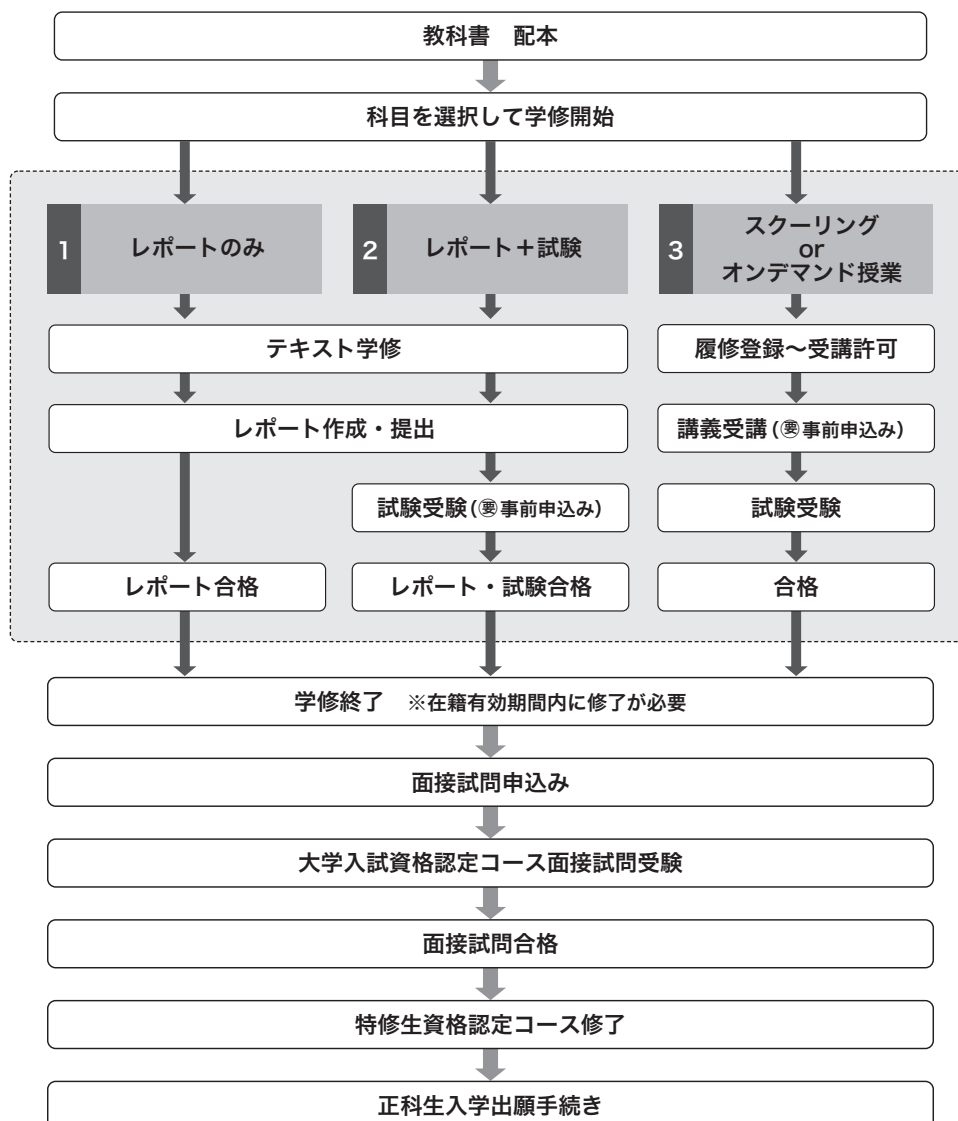 教科書　配本
科目を選択して学修開始
1 レポートのみ
2 レポート＋試験
3 スクーリング
or
オンデマンド授業
テキスト学修
履修登録～受講許可
レポート作成・提出
講義受講（㊩事前申込み）
試験受験（㊩事前申込み）
試験受験
レポート合格
レポート・試験合格
合格
学修終了　※在籍有効期間内に修了が必要
面接試問申込み
大学入試資格認定コース面接試問受験
面接試問合格
特修生資格認定コース修了
正科生入学出願手続き